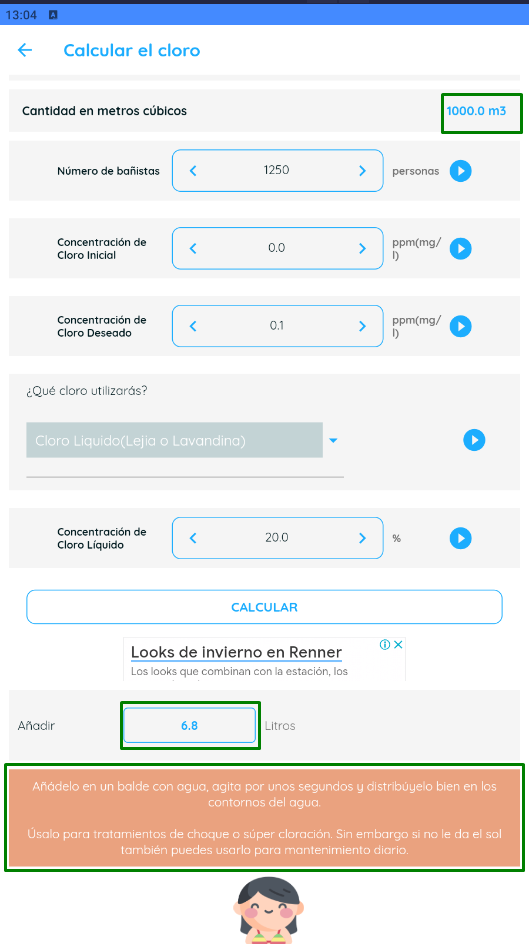 13:04 A
Calcular el cloro
Cantidad en metros cúbicos 1000.0 m3
Número de bañistas 1250 personas
Concentración de
Cloro Inicial
0.0
ppm(mg/
l)
Concentración de
Cloro Deseado
0.1
ppm(mg/
l)
¿Qué cloro utilizarás?
Cloro Liquido(Lejia o Lavandina)
Concentración de
Cloro Líquido
20.0
%
CALCULAR
Looks de invierno en Renner
Los looks que combinan con la estación, los
Añadir 6.8 Litros
Añádelo en un balde con agua, agita por unos segundos y distribúyelo bien en los
contornos del agua.
Úsalo para tratamientos de choque o súper cloración. Sin embargo si no le da el sol
también puedes usarlo para mantenimiento diario.